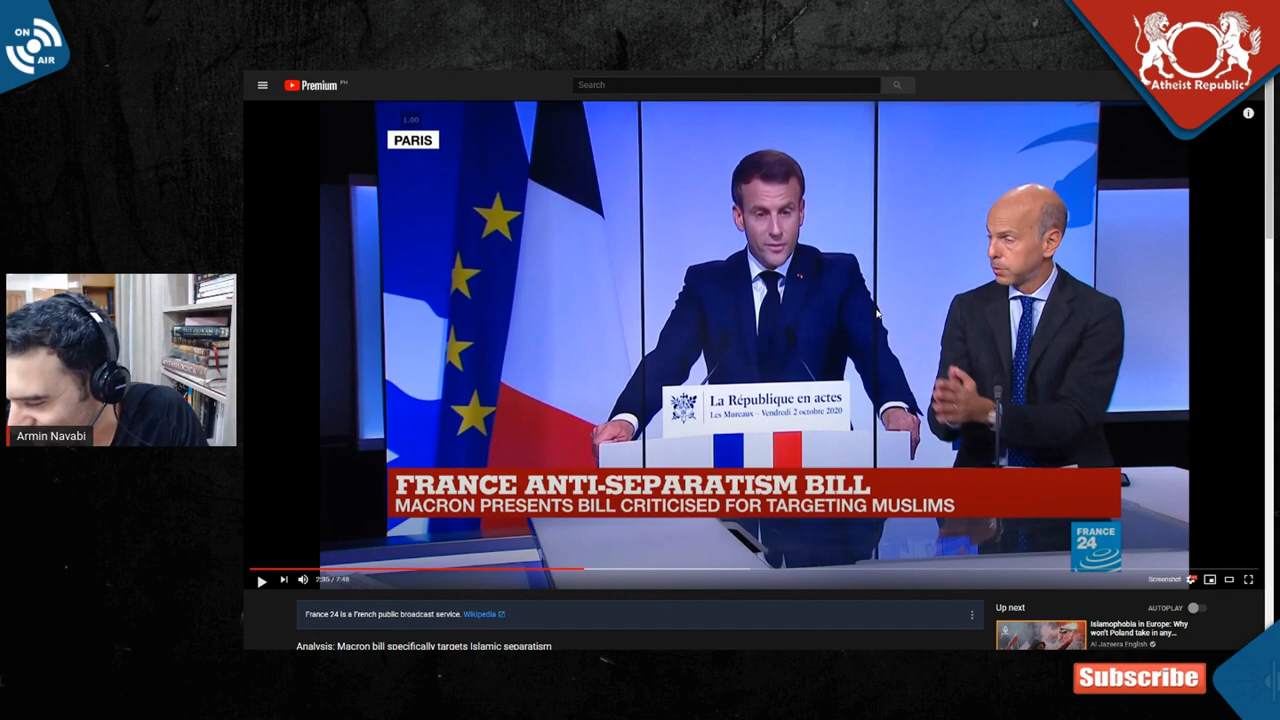 ON
AIR
Atheist Republic
Premium PH
Search
1.00
PARIS
La République en actes
Les Mureaux – Vendredi 2 octobre 2020
FRANCE ANTI-SEPARATISM BILL
MACRON PRESENTS BILL CRITICISED FOR TARGETING MUSLIMS
FRANCE
24
Armin Navabi
2:35 / 7:48
Screenshot
France 24 is a French public broadcast service. Wikipedia
Up next
AUTOPLAY
Islamophobia in Europe: Why
won't Poland take in any...
Al Jazeera English
Analysis: Macron bill specifically targets Islamic separatism
Subscribe